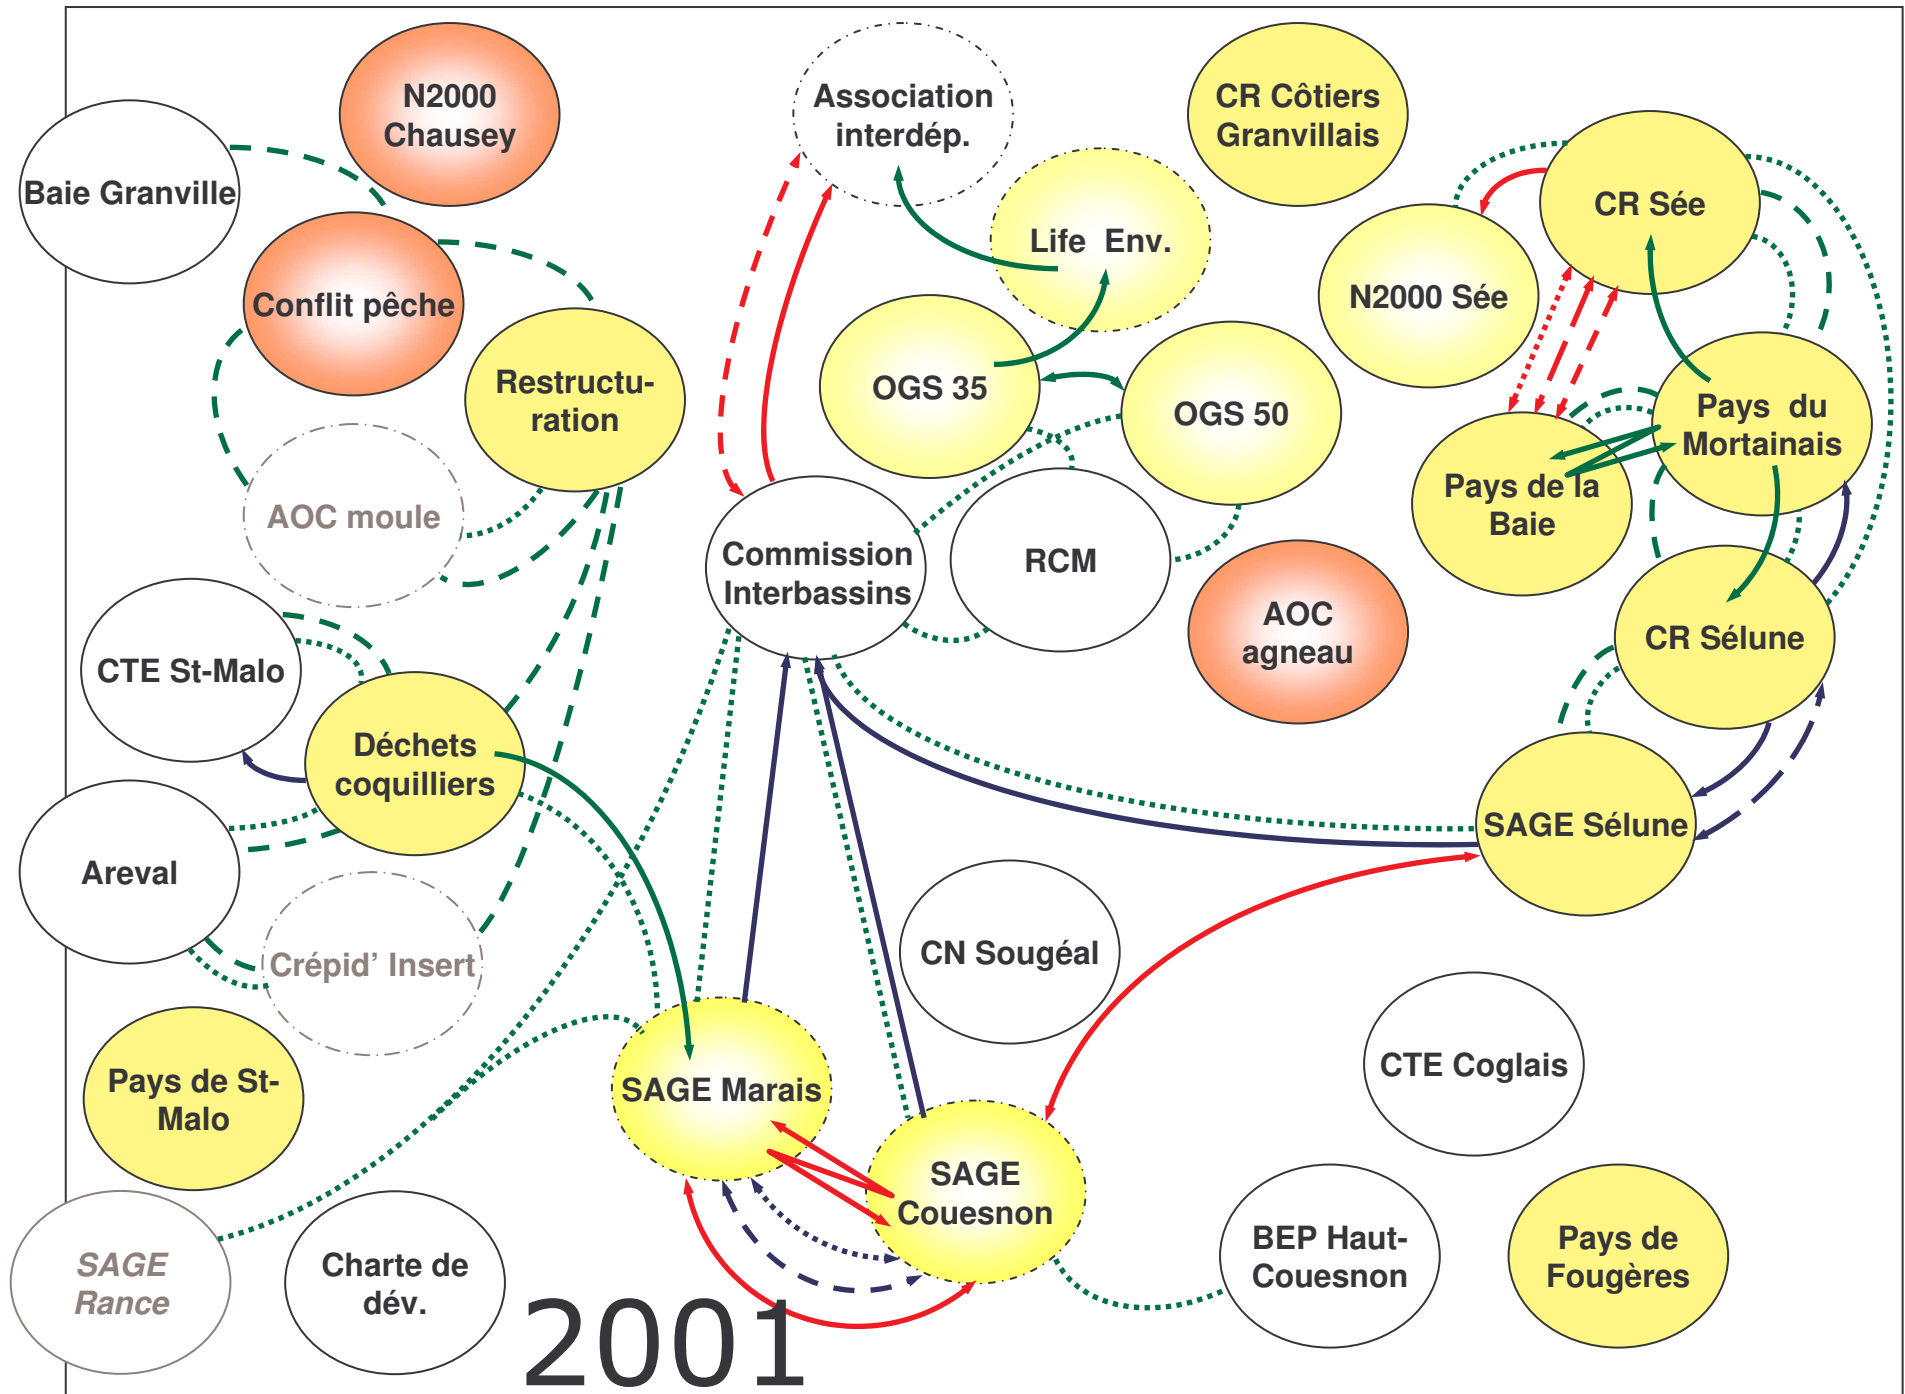 N2000
Chausey
Association
interdép.
CR Côtiers
Granvillais
Baie Granville
CR Sée
Life  Env.
Conflit pêche
N2000 Sée
Restructu-
ration
OGS 35
OGS 50
Pays  du
Mortainais
Pays de la
Baie
AOC moule
Commission
Interbassins
RCM
AOC
agneau
CR Sélune
CTE St-Malo
Déchets
coquilliers
SAGE Sélune
Areval
CN Sougéal
Crépid’ Insert
Pays de St-
Malo
SAGE Marais
CTE Coglais
SAGE
Couesnon
SAGE
Rance
Charte de
dév.
BEP Haut-
Couesnon
Pays de
Fougères
2001